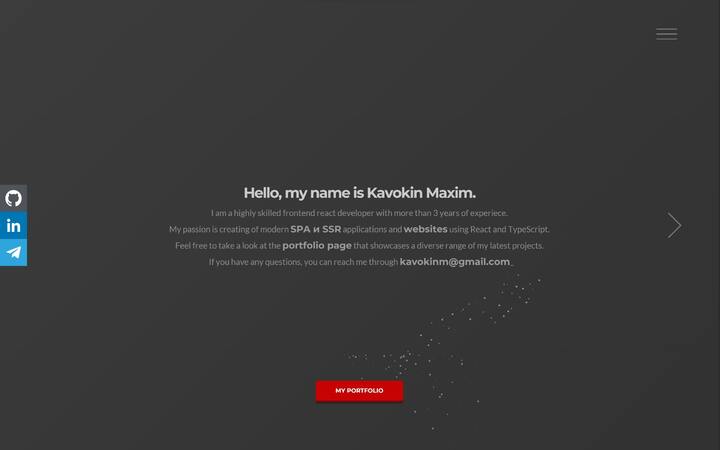 Hello, my name is Kavokin Maxim.
I am a highly skilled frontend react developer with more than 3 years of experiece.
My passion is creating of modern SPA и SSR applications and websites using React and TypeScript.
Feel free to take a look at the portfolio page that showcases a diverse range of my latest projects.
If you have any questions, you can reach me through kavokinm@gmail.com_
in
MY PORTFOLIO